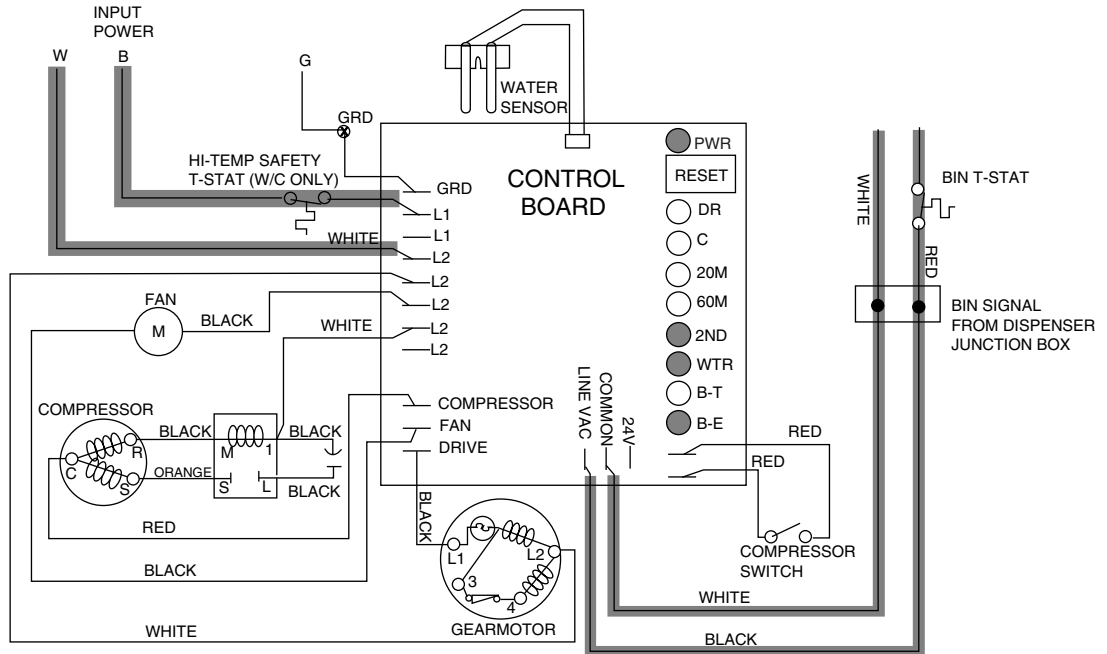 INPUT
POWER
W
B
G
GRD
WATER
SENSOR
HI-TEMP SAFETY
T-STAT (W/C ONLY)
WHITE
CONTROL
BOARD
GRD
L1
L1
L2
L2
L2
L2
L2
PWR
RESET
DR
C
20M
60M
2ND
WTR
B-T
B-E
WHITE
BIN T-STAT
RED
BIN SIGNAL
FROM DISPENSER
JUNCTION BOX
FAN
M
BLACK
WHITE
COMPRESSOR
R
C
S
BLACK
ORANGE
M
1
S
L
BLACK
BLACK
COMPRESSOR
FAN
DRIVE
LINE VAC
COMMON
24V
RED
RED
COMPRESSOR
SWITCH
RED
BLACK
WHITE
BLACK
L1
L2
3
4
GEARMOTOR
WHITE
BLACK